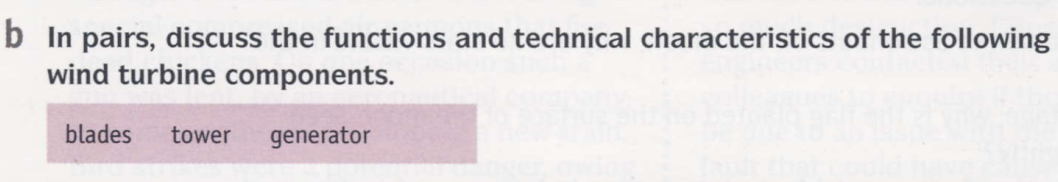 b In pairs, discuss the functions and technical characteristics of the following
wind turbine components.
blades tower generator